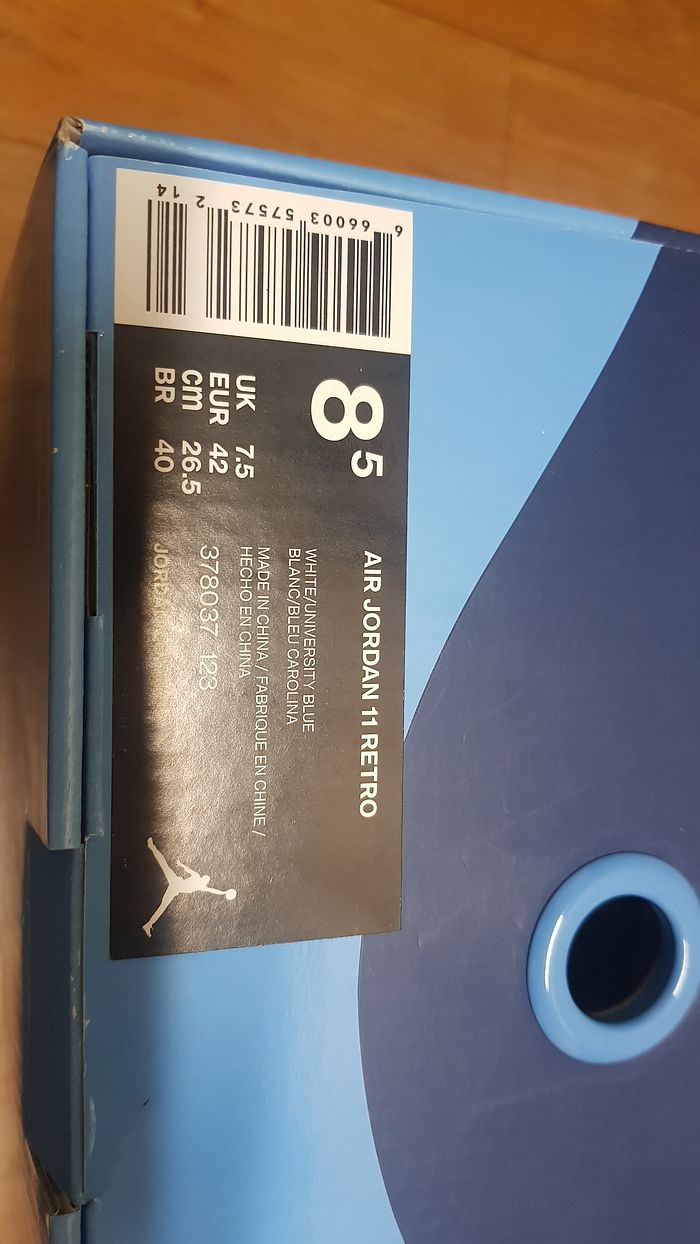 6 66003 57573 2 14
8 5
UK 7.5
EUR 42
cm 26.5
BR 40
AIR JORDAN 11 RETRO
WHITE/UNIVERSITY BLUE
BLANC/BLEU CAROLINA
MADE IN CHINA / FABRIQUE EN CHINE /
HECHO EN CHINA
378037 123